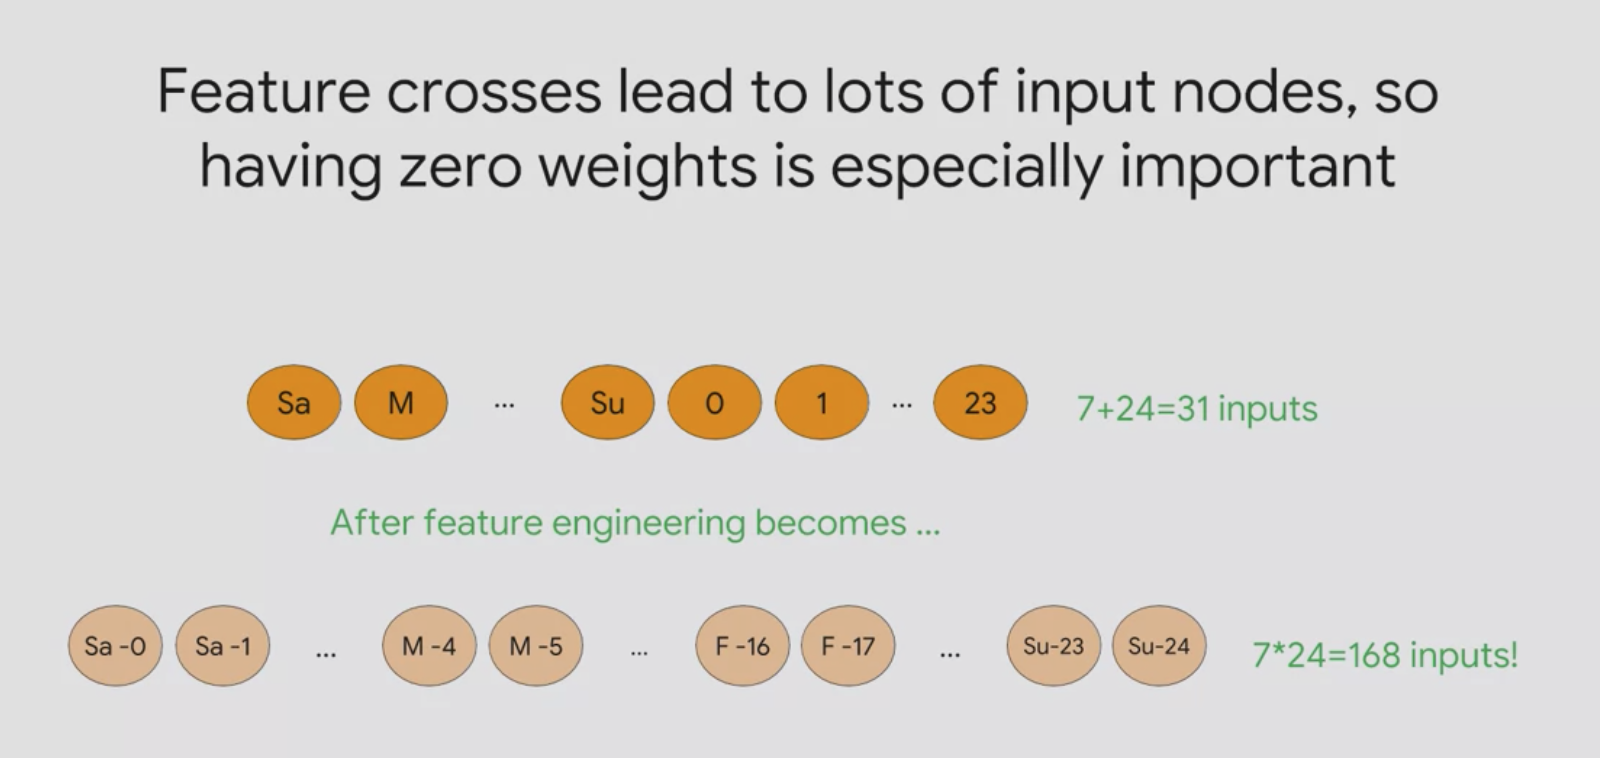 Feature crosses lead to lots of input nodes, so
having zero weights is especially important
Sa M ... Su 0 1 ... 23 7+24=31 inputs
After feature engineering becomes ...
Sa -0 Sa -1 ... M -4 M -5 ... F -16 F -17 ... Su-23 Su-24 7*24=168 inputs!